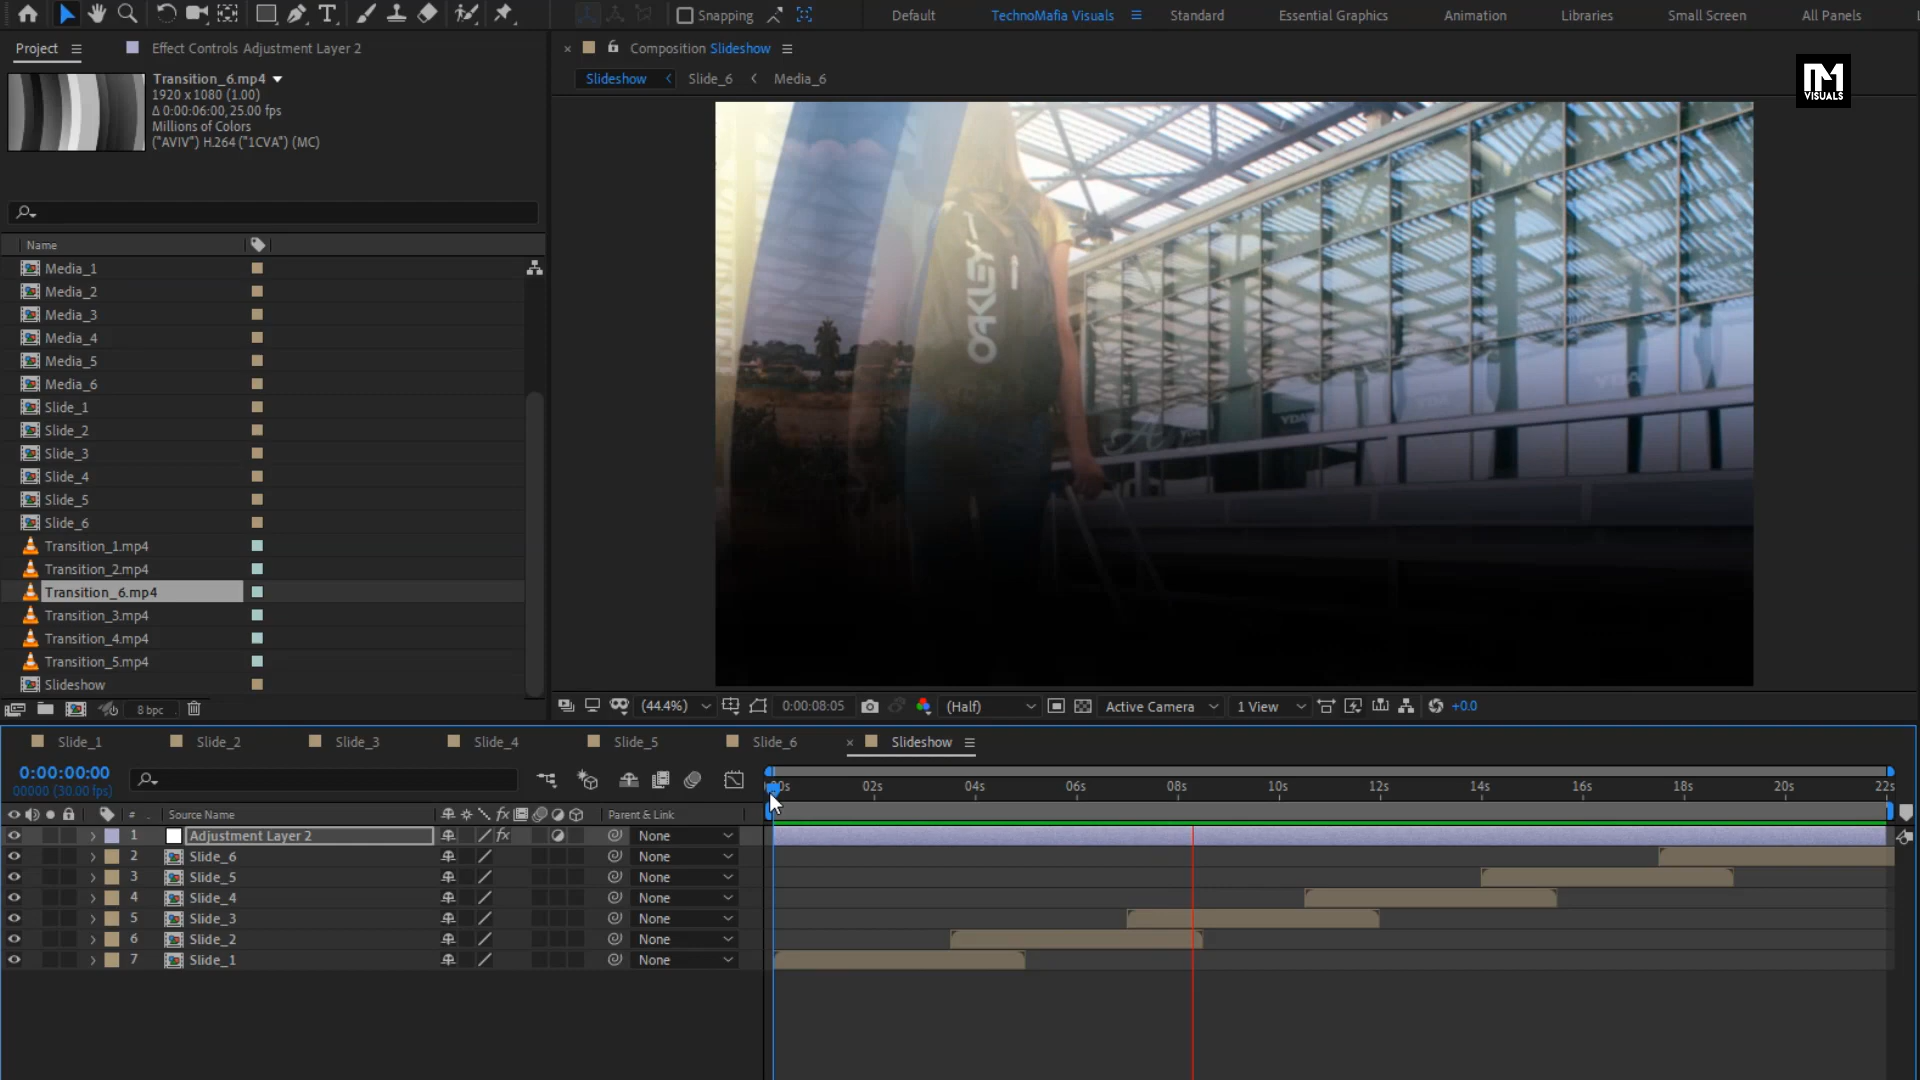 Snapping
Default
TechnoMafia Visuals
Standard
Essential Graphics
Animation
Libraries
Small Screen
All Panels
Project
Effect Controls Adjustment Layer 2
Composition Slideshow
Slideshow
Slide_6
Media_6
VISUALS
Transition_6.mp4
1920 x 1080 (1.00)
Δ 0:00:06:00, 25.00 fps
Millions of Colors
("AVIV") H.264 ("1CVA") (MC)
Name
Media_1
Media_2
Media_3
Media_4
Media_5
Media_6
Slide_1
Slide_2
Slide_3
Slide_4
Slide_5
Slide_6
Transition_1.mp4
Transition_2.mp4
Transition_6.mp4
Transition_3.mp4
Transition_4.mp4
Transition_5.mp4
Slideshow
8 bpc
OAKLEY
(44.4%)
0:00:08:05
(Half)
Active Camera
1 View
+0.0
Slide_1
Slide_2
Slide_3
Slide_4
Slide_5
Slide_6
Slideshow
0:00:00:00
00000 (30.00 fps)
02s 04s 06s 08s 10s 12s 14s 16s 18s 20s 22s
# Source Name fx Parent & Link
1 Adjustment Layer 2 fx None
2 Slide_6 None
3 Slide_5 None
4 Slide_4 None
5 Slide_3 None
6 Slide_2 None
7 Slide_1 None